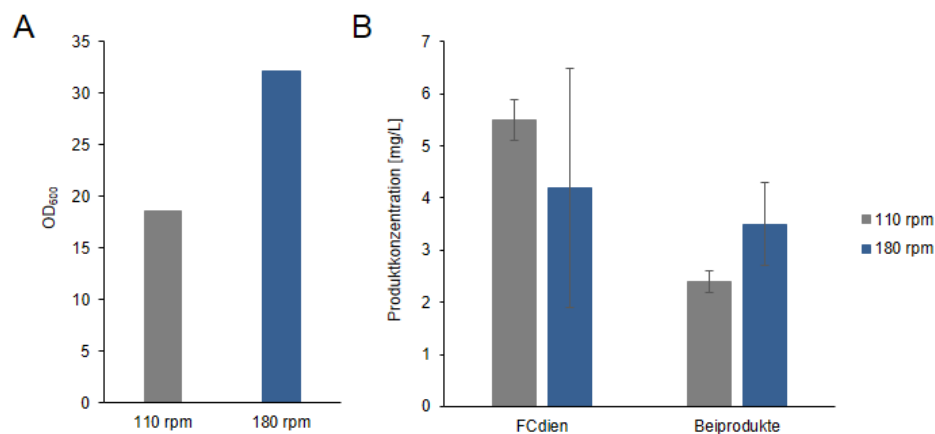 A
OD600
35
30
25
20
15
10
5
0
110 rpm
180 rpm
B
Produktkonzentration [mg/L]
7
6
5
4
3
2
1
0
FCdien
Beiprodukte
110 rpm
180 rpm